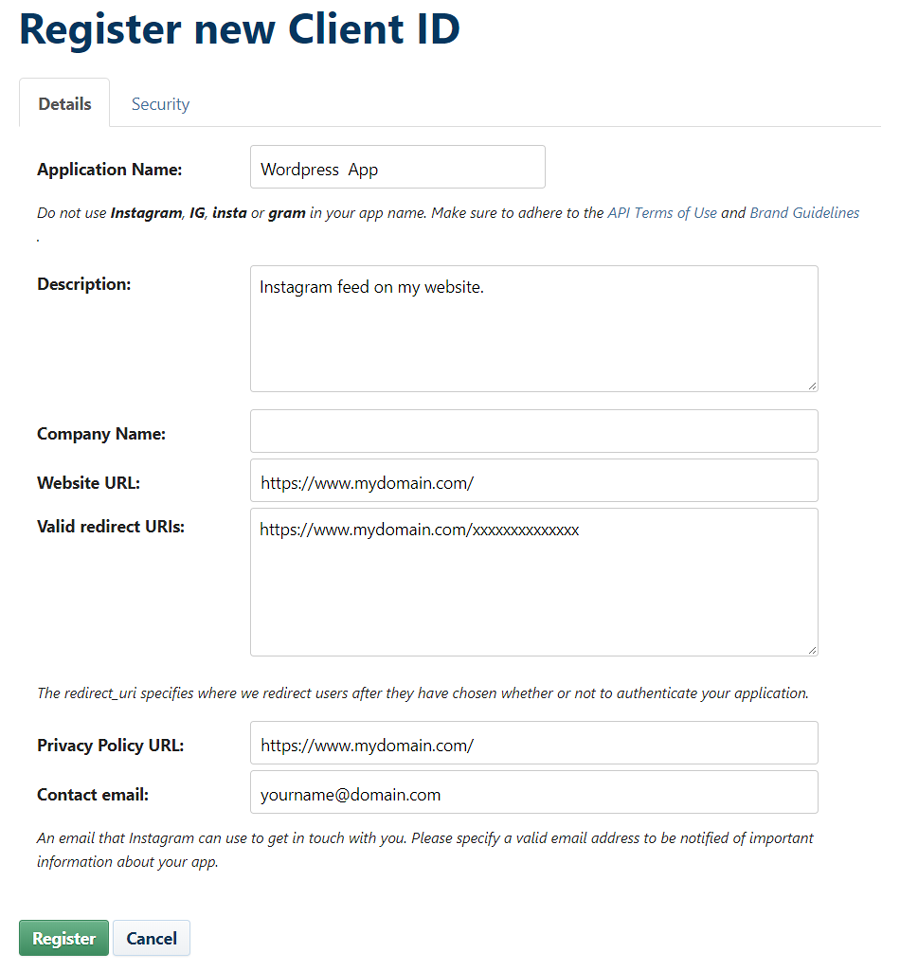 Register new Client ID
Details Security
Application Name: Wordpress  App
Do not use Instagram, IG, insta or gram in your app name. Make sure to adhere to the API Terms of Use and Brand Guidelines
.
Description: Instagram feed on my website.
Company Name:
Website URL: https://www.mydomain.com/
Valid redirect URIs: https://www.mydomain.com/xxxxxxxxxxxxxx
The redirect_uri specifies where we redirect users after they have chosen whether or not to authenticate your application.
Privacy Policy URL: https://www.mydomain.com/
Contact email: yourname@domain.com
An email that Instagram can use to get in touch with you. Please specify a valid email address to be notified of important
information about your app.
Register Cancel